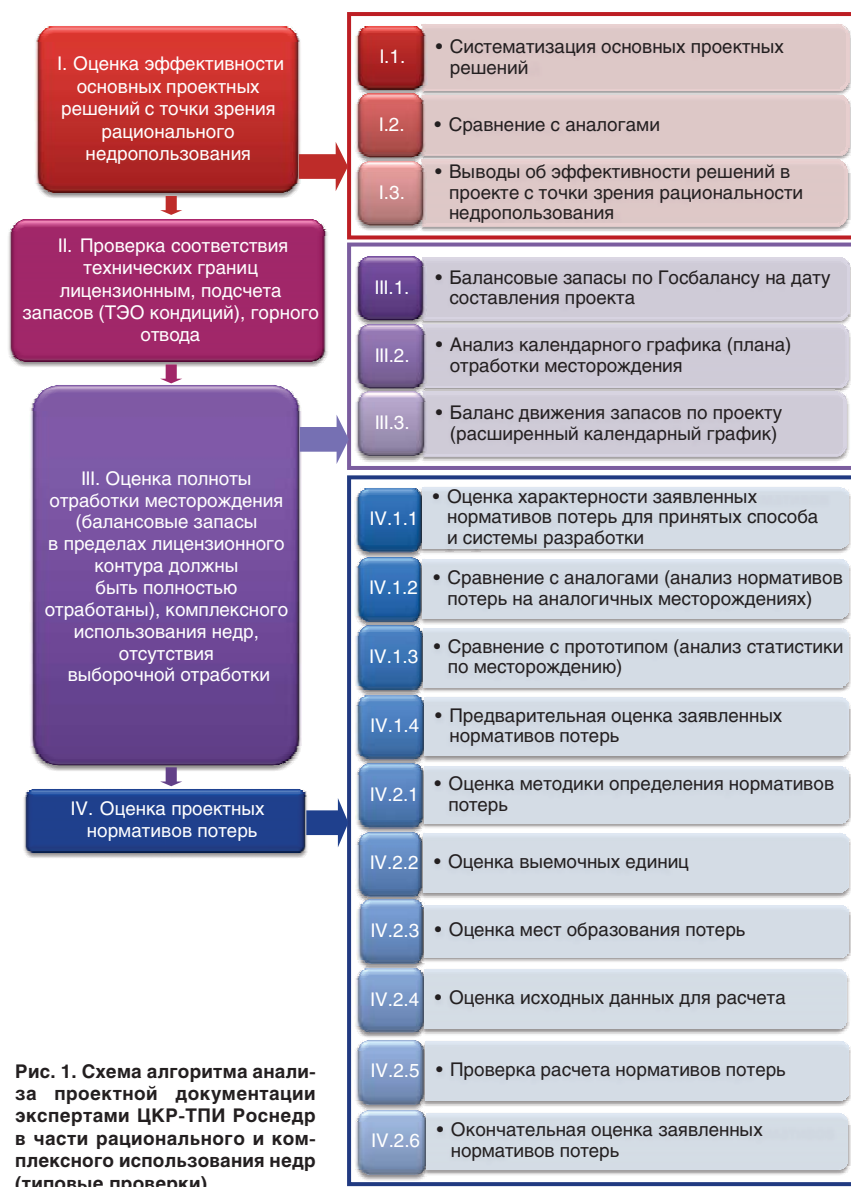 I. Оценка эффективности
основных проектных
решений с точки зрения
рационального
недропользования
I.1.
• Систематизация основных проектных
решений
I.2.
• Сравнение с аналогами
I.3.
• Выводы об эффективности решений в
проекте с точки зрения рациональности
недропользования
II. Проверка соответствия
технических границ
лицензионным, подсчета
запасов (ТЭО кондиций), горного
отвода
III. Оценка полноты
отработки месторождения
(балансовые запасы
в пределах лицензионного
контура должны
быть полностью
отработаны), комплексного
использования недр,
отсутствия
выборочной отработки
III.1.
• Балансовые запасы по Госбалансу на дату
составления проекта
III.2.
• Анализ календарного графика (плана)
отработки месторождения
III.3.
• Баланс движения запасов по проекту
(расширенный календарный график)
IV. Оценка проектных
нормативов потерь
IV.1.1
• Оценка характерности заявленных
нормативов потерь для принятых способа
и системы разработки
IV.1.2
• Сравнение с аналогами (анализ нормативов
потерь на аналогичных месторождениях)
IV.1.3
• Сравнение с прототипом (анализ статистики
по месторождению)
IV.1.4
• Предварительная оценка заявленных
нормативов потерь
IV.2.1
• Оценка методики определения нормативов
потерь
IV.2.2
• Оценка выемочных единиц
IV.2.3
• Оценка мест образования потерь
IV.2.4
• Оценка исходных данных для расчета
IV.2.5
• Проверка расчета нормативов потерь
IV.2.6
• Окончательная оценка заявленных
нормативов потерь
Рис. 1. Схема алгоритма анали-
за проектной документации
экспертами ЦКР-ТПИ Роснедр
в части рационального и ком-
плексного использования недр
(типовые проверки)